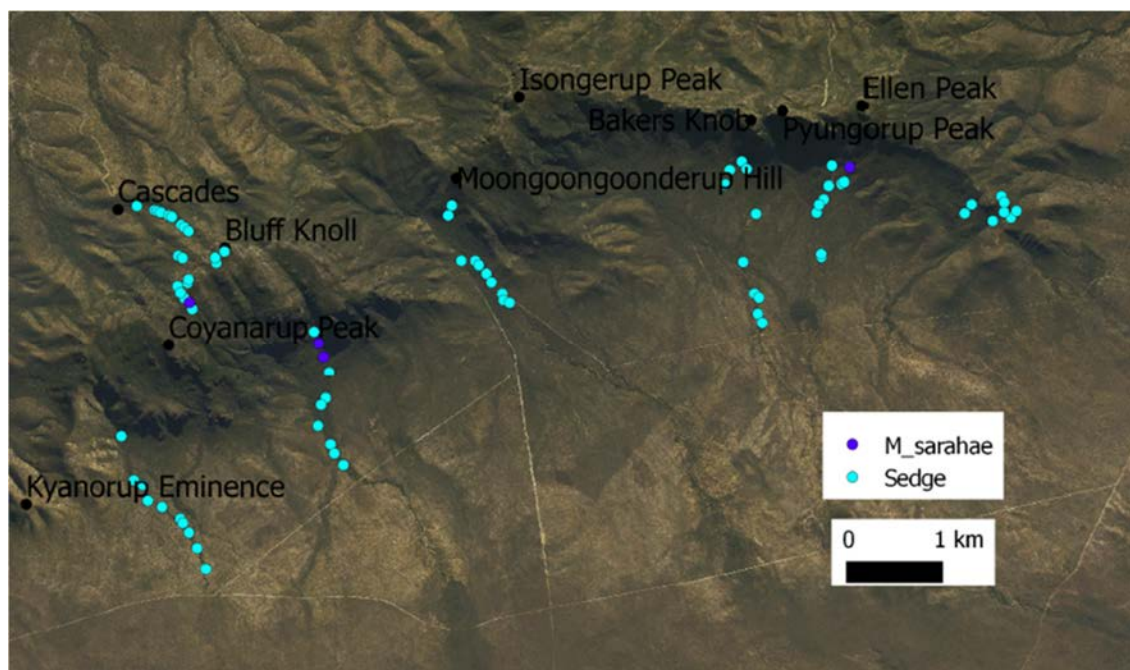 Isongerup Peak
Ellen Peak
Bakers Knob
Pyungorup Peak
Moongoongoonderup Hill
Cascades
Bluff Knoll
Coyanarup Peak
Kyanorup Eminence
M_sarahae
Sedge
0 1 km